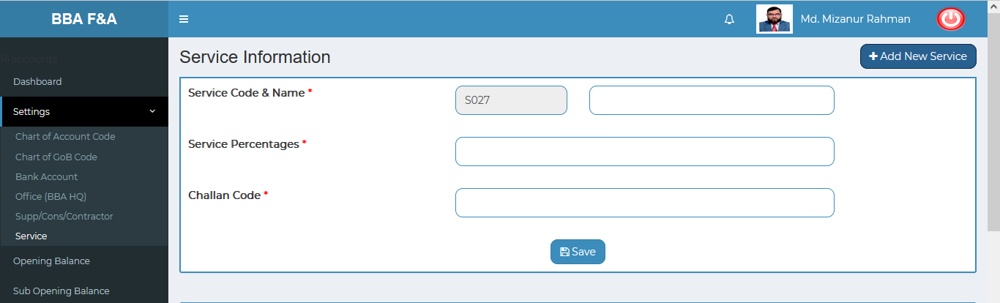 BBA F&A
Md. Mizanur Rahman
14accounts
Dashboard
Settings
Chart of Account Code
Chart of GoB Code
Bank Account
Office (BBA HQ)
Supp/Cons/Contractor
Service
Opening Balance
Sub Opening Balance
Service Information
Add New Service
Service Code & Name *
S027
Service Percentages *
Challan Code *
Save